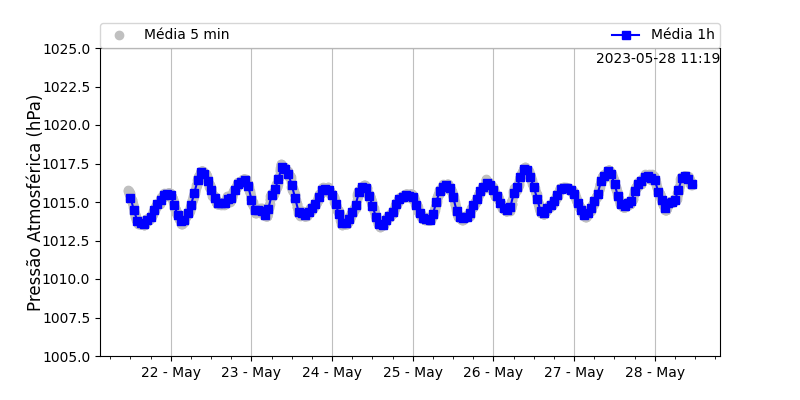 Média 5 min
Média 1h
2023-05-28 11:19
Pressão Atmosférica (hPa)
1025.0
1022.5
1020.0
1017.5
1015.0
1012.5
1010.0
1007.5
1005.0
22 - May
23 - May
24 - May
25 - May
26 - May
27 - May
28 - May